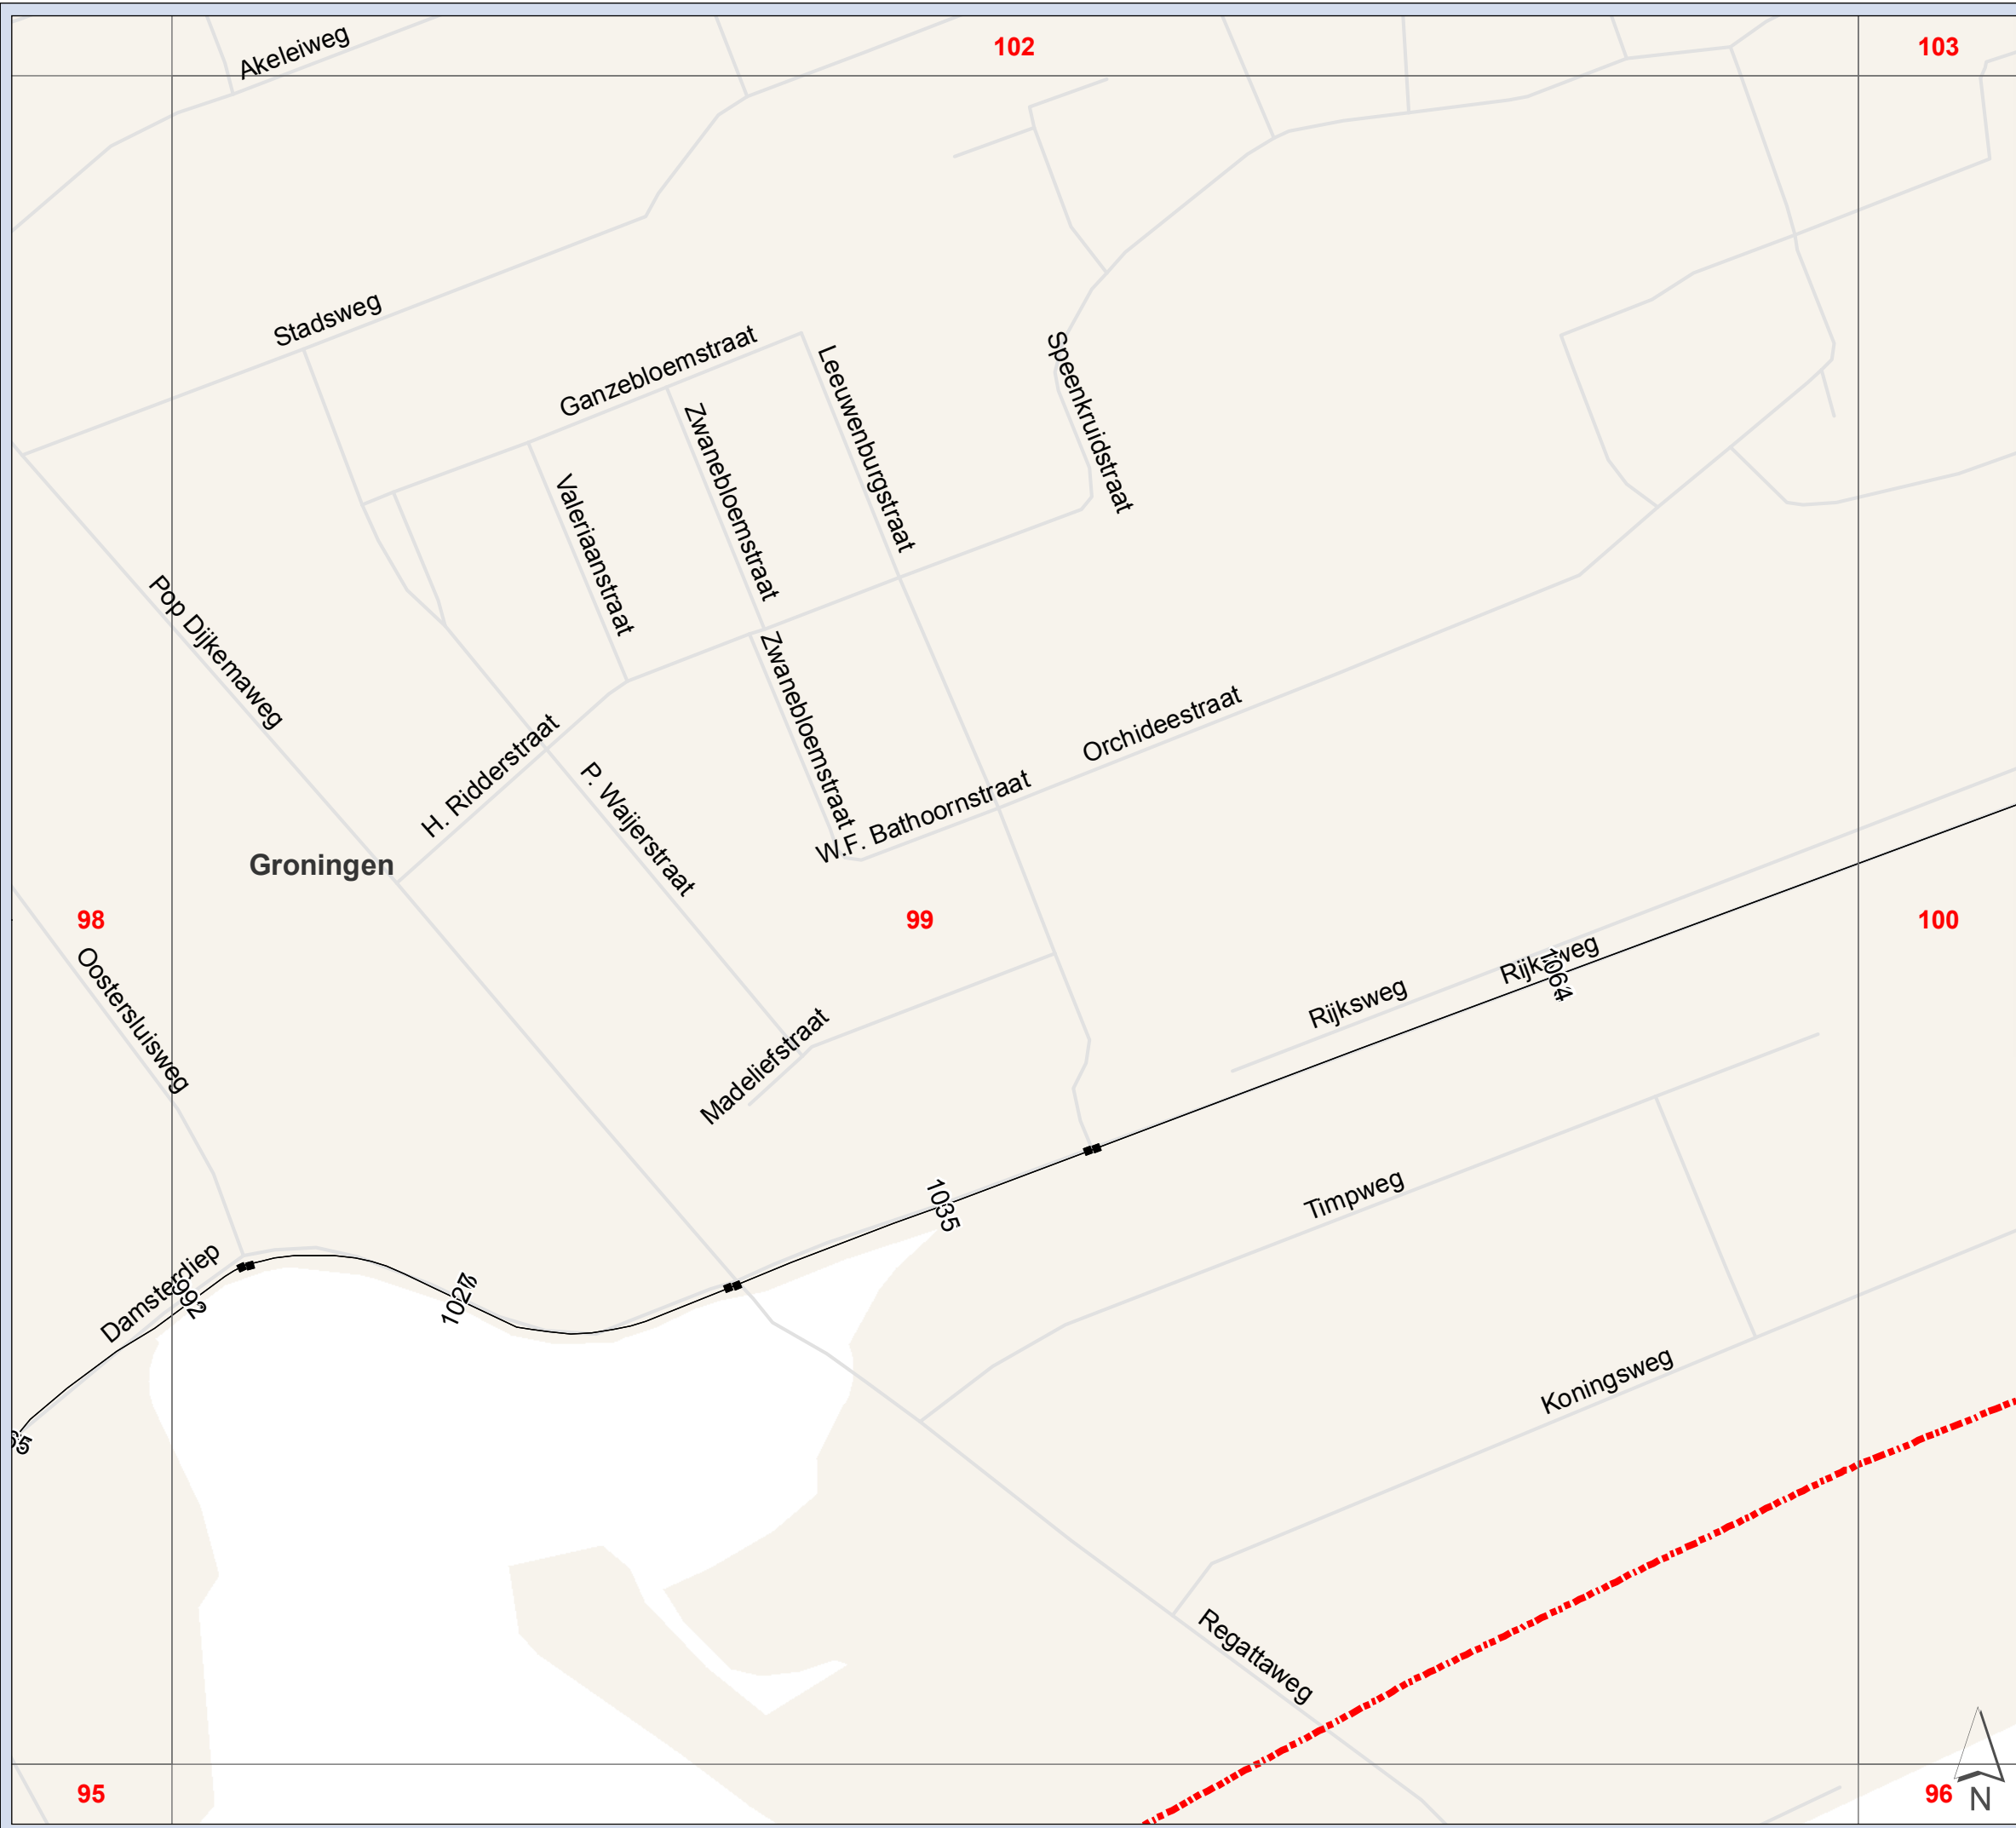 102
103
Akeleiweg
Stadsweg
Ganzebloemstraat
Leeuwenburgstraat
Speenkruidstraat
Zwanebloemstraat
Valeriaanstraat
Pop Dijkemaweg
Zwanebloemstraat
Orchideestraat
H. Ridderstraat
P. Waijerstraat
W.F. Bathoornstraat
Groningen
98
99
100
Oostersluisweg
Rijksweg
Rijksweg
1064
Madeliefstraat
Timpweg
1035
Damsterdiep
992
Koningsweg
Regattaweg
95
96
N